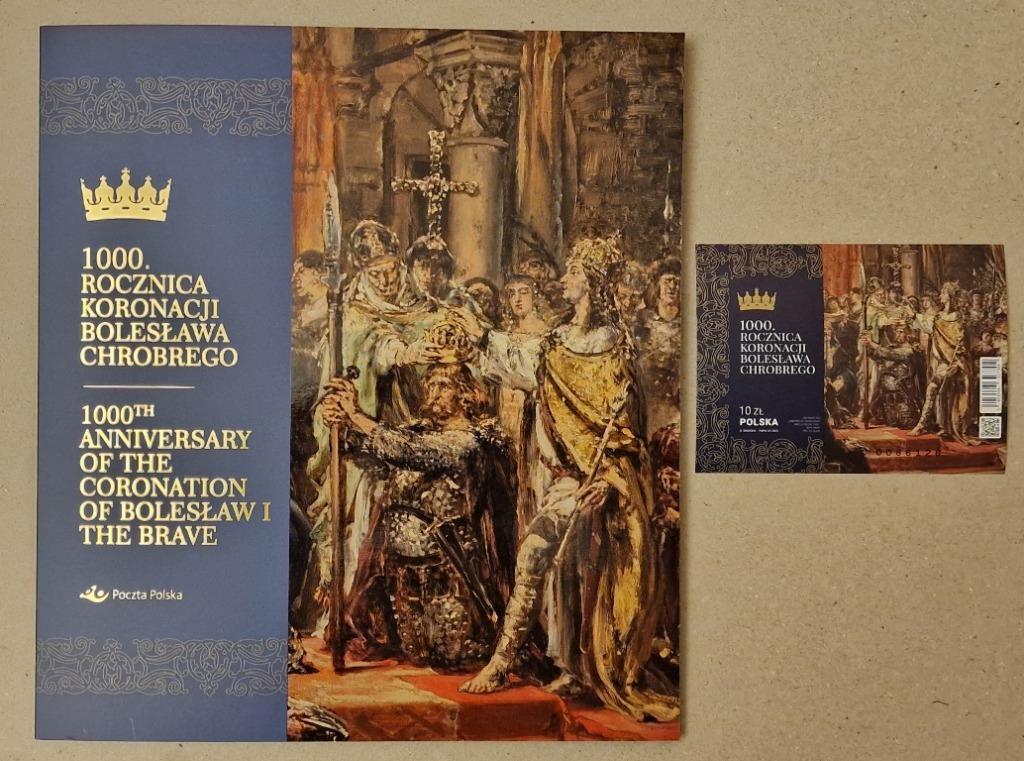 1000.
ROCZNICA
KORONACJI
BOLESŁAWA
CHROBREGO
1000TH
ANNIVERSARY
OF THE
CORONATION
OF BOLESŁAW I
THE BRAVE
Poczta Polska
1000.
ROCZNICA
KORONACJI
BOLESŁAWA
CHROBREGO
10 ZŁ
POLSKA